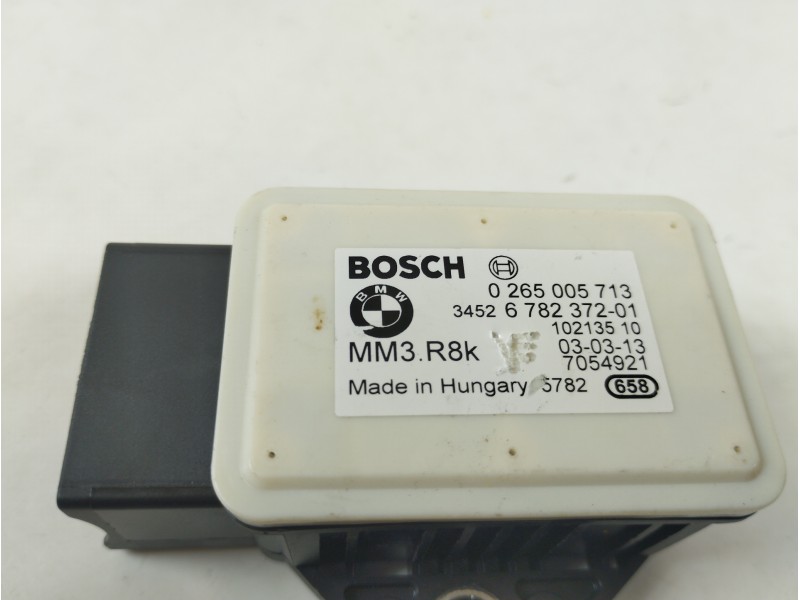 BOSCH
0 265 005 713
BMW
3452 6 782 372-01
102135 10
MM3.R8k
03-03-13
7054921
Made in Hungary 6782 658